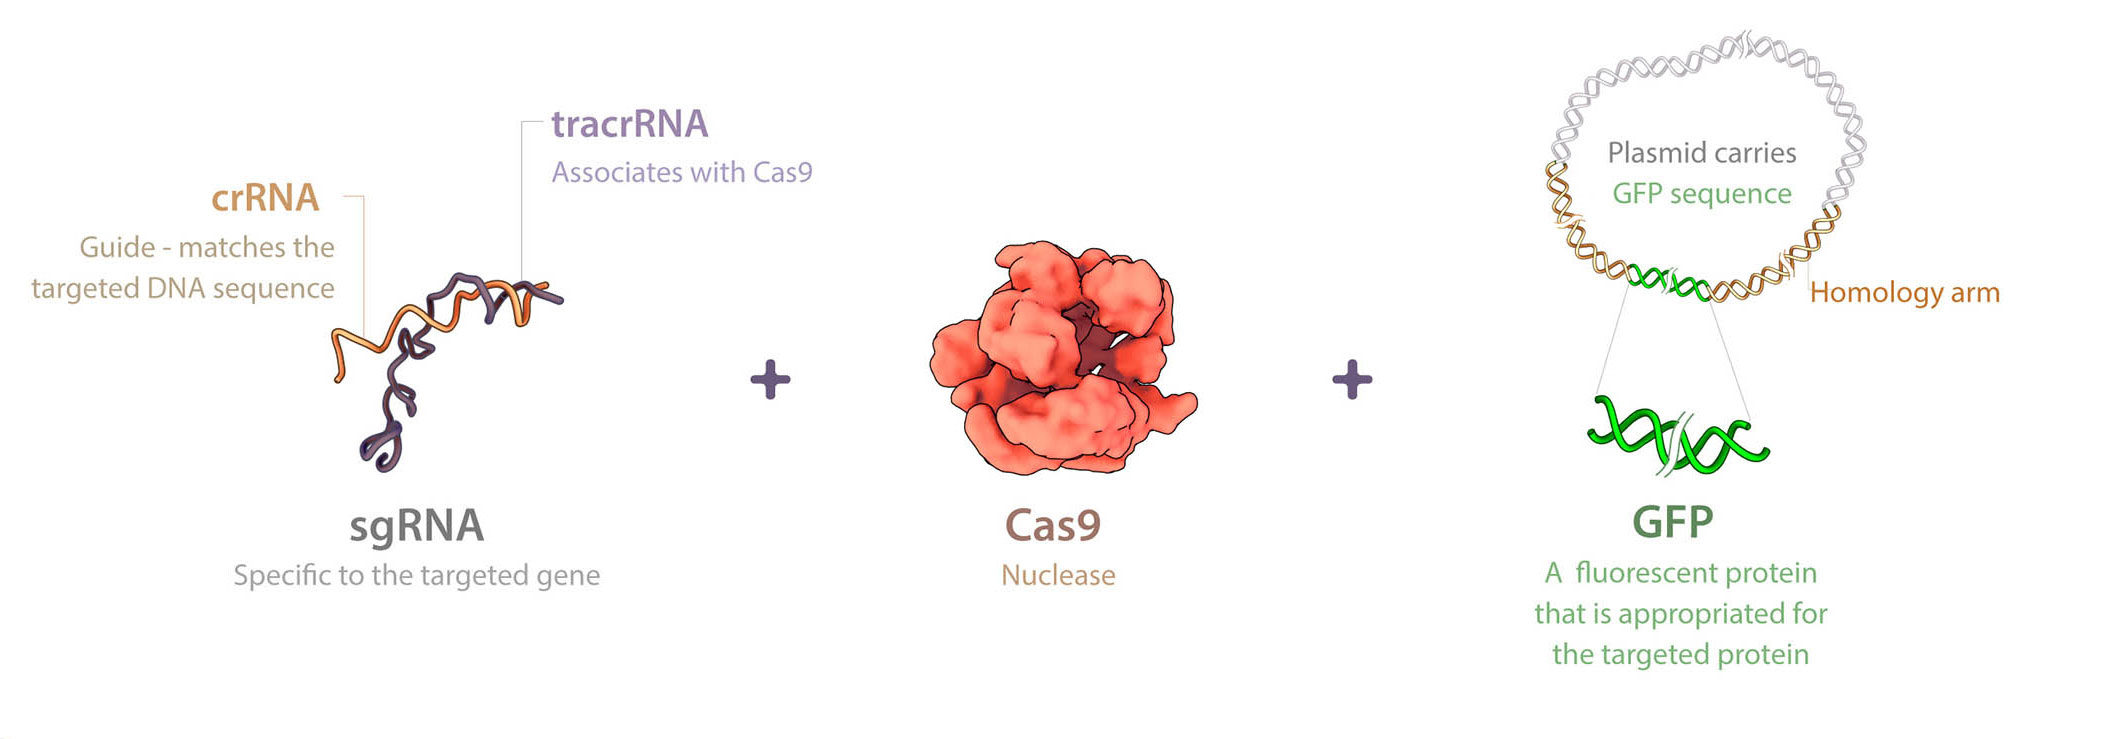 tracrRNA
Associates with Cas9
crRNA
Guide - matches the
targeted DNA sequence
sgRNA
Specific to the targeted gene
Cas9
Nuclease
Plasmid carries
GFP sequence
Homology arm
GFP
A fluorescent protein
that is appropriated for
the targeted protein